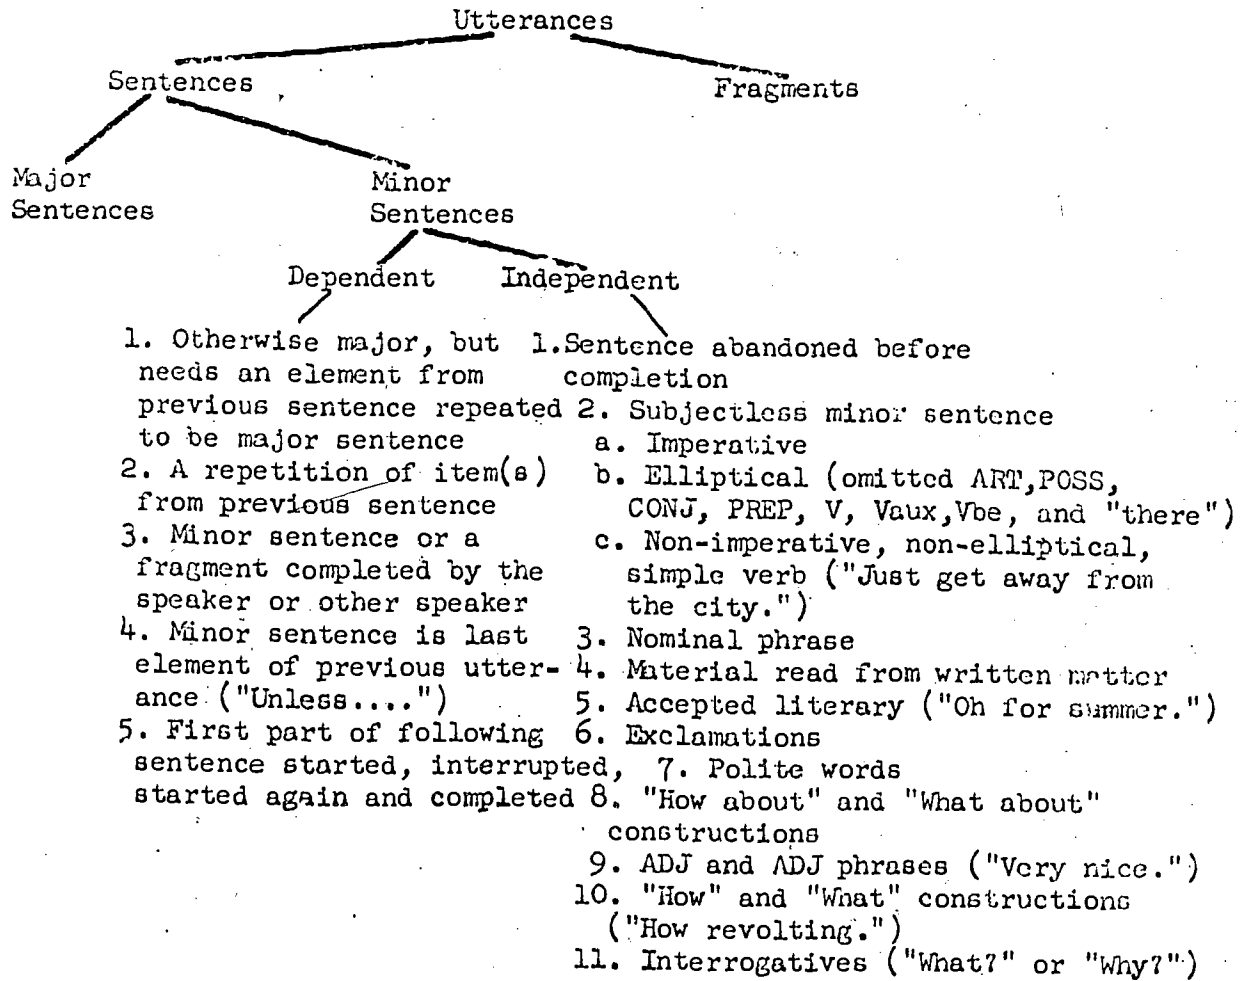 Utterances
Sentences
Fragments
Major
Sentences
Minor
Sentences
Dependent
Independent
1. Otherwise major, but
needs an element from
previous sentence repeated
to be major sentence
2. A repetition of item(s)
from previous sentence
3. Minor sentence or a
fragment completed by the
speaker or other speaker
4. Minor sentence is last
element of previous utter-
ance ("Unless....")
5. First part of following
sentence started, interrupted,
started again and completed
1.Sentence abandoned before
completion
2. Subjectless minor sentence
a. Imperative
b. Elliptical (omitted ART,POSS,
CONJ, PREP, V, Vaux,Vbe, and "there")
c. Non-imperative, non-elliptical,
simple verb ("Just get away from
the city.")
3. Nominal phrase
4. Material read from written matter
5. Accepted literary ("Oh for summer.")
6. Exclamations
7. Polite words
8. "How about" and "What about"
constructions
9. ADJ and ADJ phrases ("Very nice.")
10. "How" and "What" constructions
("How revolting.")
11. Interrogatives ("What?" or "Why?")